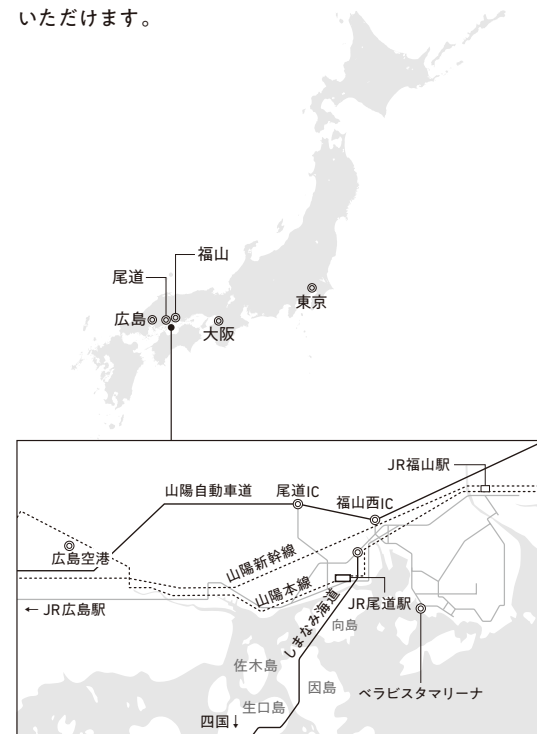 いただけます。
福山
尾道
広島
大阪
東京
JR福山駅
山陽自動車道
尾道IC
福山西IC
広島空港
山陽新幹線
山陽本線
← JR広島駅
しまなみ海道
JR尾道駅
向島
佐木島
因島
ベラビスタマリーナ
生口島
四国↓